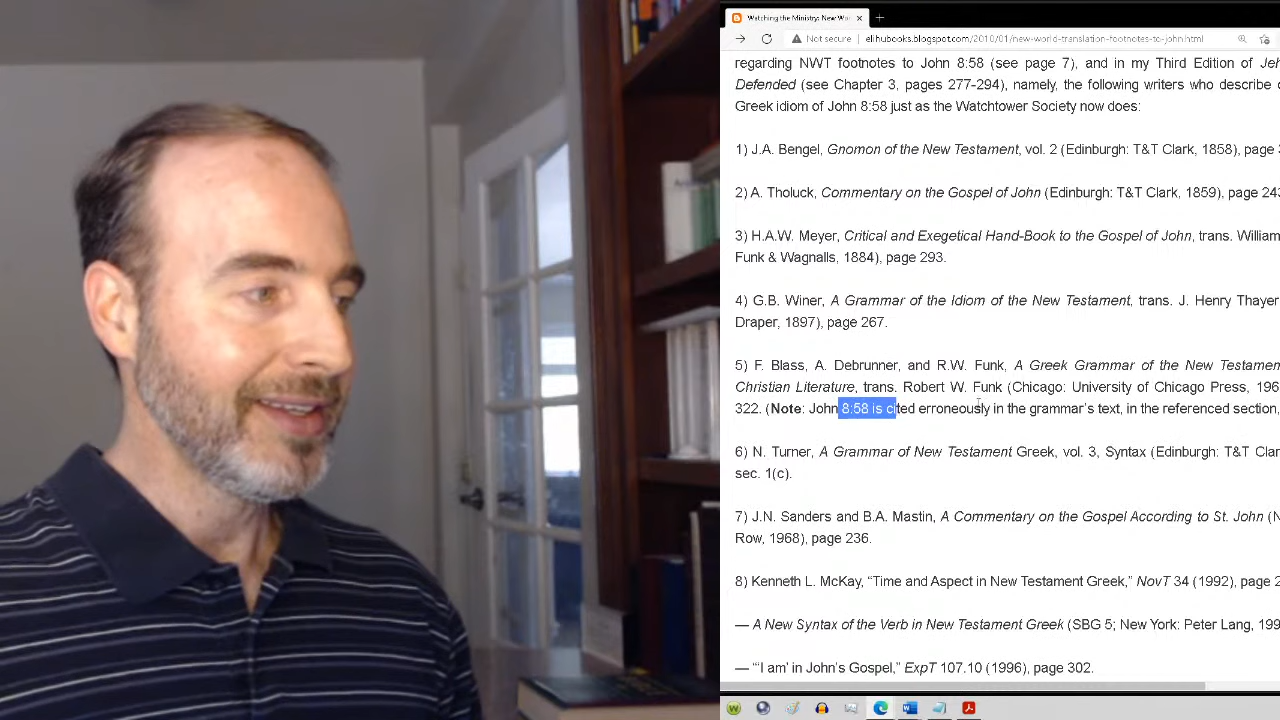 Watching the Ministry: New Wo
Not secure | elihubooks.blogspot.com/2010/01/new-world-translation-footnotes-to-john.html
regarding NWT footnotes to John 8:58 (see page 7), and in my Third Edition of Jeh
Defended (see Chapter 3, pages 277-294), namely, the following writers who describe
Greek idiom of John 8:58 just as the Watchtower Society now does:
1) J.A. Bengel, Gnomon of the New Testament, vol. 2 (Edinburgh: T&T Clark, 1858), page
2) A. Tholuck, Commentary on the Gospel of John (Edinburgh: T&T Clark, 1859), page 24
3) H.A.W. Meyer, Critical and Exegetical Hand-Book to the Gospel of John, trans. William
Funk & Wagnalls, 1884), page 293.
4) G.B. Winer, A Grammar of the Idiom of the New Testament, trans. J. Henry Thayer
Draper, 1897), page 267.
5) F. Blass, A. Debrunner, and R.W. Funk, A Greek Grammar of the New Testamen
Christian Literature, trans. Robert W. Funk (Chicago: University of Chicago Press, 196
322. (Note: John 8:58 is cited erroneously in the grammar's text, in the referenced section
6) N. Turner, A Grammar of New Testament Greek, vol. 3, Syntax (Edinburgh: T&T Clar
sec. 1(c).
7) J.N. Sanders and B.A. Mastin, A Commentary on the Gospel According to St. John (N
Row, 1968), page 236.
8) Kenneth L. McKay, “Time and Aspect in New Testament Greek,” NovT 34 (1992), page 2
— A New Syntax of the Verb in New Testament Greek (SBG 5; New York: Peter Lang, 199
— “‘I am’ in John’s Gospel,” ExpT 107.10 (1996), page 302.